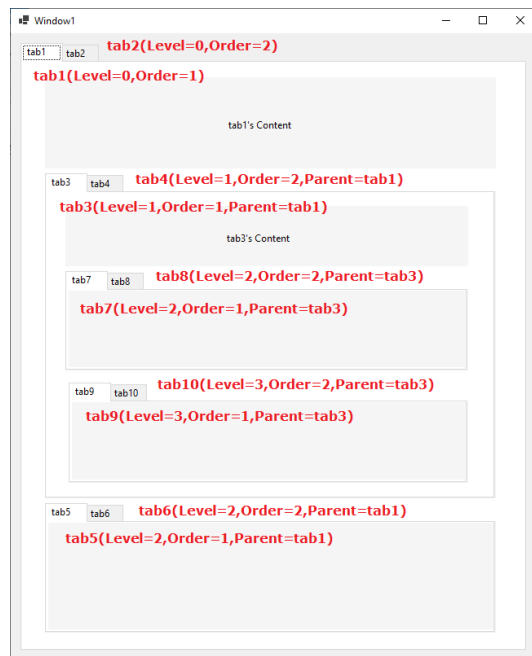 Window1
tab1 tab2 tab2(Level=0,Order=2)
tab1(Level=0,Order=1)
tab1's Content
tab3 tab4 tab4(Level=1,Order=2,Parent=tab1)
tab3(Level=1,Order=1,Parent=tab1)
tab3's Content
tab7 tab8 tab8(Level=2,Order=2,Parent=tab3)
tab7(Level=2,Order=1,Parent=tab3)
tab9 tab10 tab10(Level=3,Order=2,Parent=tab3)
tab9(Level=3,Order=1,Parent=tab3)
tab5 tab6 tab6(Level=2,Order=2,Parent=tab1)
tab5(Level=2,Order=1,Parent=tab1)